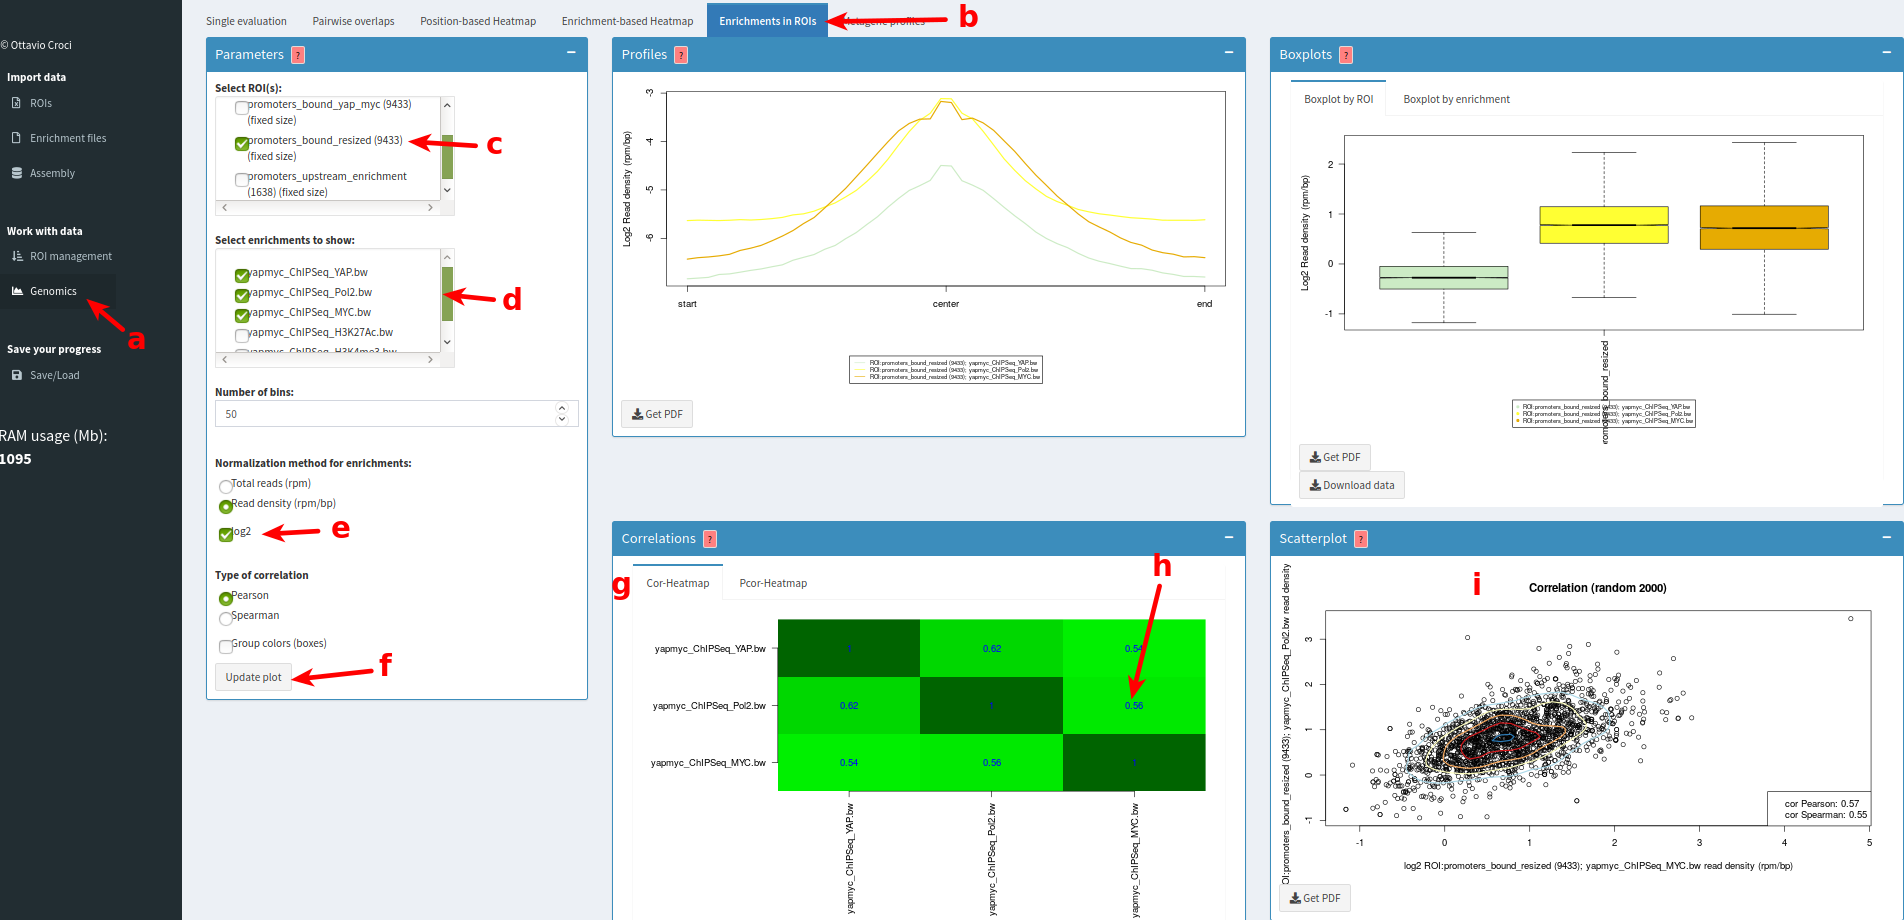 © Ottavio Croci
Import data
ROIs
Enrichment files
Assembly
Work with data
ROI management
Genomics
a
Save your progress
Save/Load
RAM usage (Mb):
1095
Single evaluation
Pairwise overlaps
Position-based Heatmap
Enrichment-based Heatmap
Enrichments in ROIs
b
Parameters ?
Select ROI(s):
promoters_bound_yap_myc (9433)
(fixed size)
promoters_bound_resized (9433)
(fixed size)
c
promoters_upstream_enrichment
(1638) (fixed size)
Select enrichments to show:
yapmyc_ChIPSeq_YAP.bw
yapmyc_ChIPSeq_Pol2.bw
yapmyc_ChIPSeq_MYC.bw
yapmyc_ChIPSeq_H3K27Ac.bw
yapmyc_ChIPSeq_H3K4me3.bw
d
Number of bins:
50
Normalization method for enrichments:
Total reads (rpm)
Read density (rpm/bp)
log2
e
Type of correlation
Pearson
Spearman
Group colors (boxes)
Update plot
f
Profiles ?
Log2 Read density (rpm/bp)
-3
-4
-5
-6
start
center
end
ROI:promoters_bound_resized (9433); yapmyc_ChIPSeq_YAP.bw
ROI:promoters_bound_resized (9433); yapmyc_ChIPSeq_Pol2.bw
ROI:promoters_bound_resized (9433); yapmyc_ChIPSeq_MYC.bw
Get PDF
Boxplots ?
Boxplot by ROI
Boxplot by enrichment
Log2 Read density (rpm/bp)
2
1
0
-1
romoters_bound_resized
ROI:promoters_bound_resized (9433); yapmyc_ChIPSeq_YAP.bw
ROI:promoters_bound_resized (9433); yapmyc_ChIPSeq_Pol2.bw
ROI:promoters_bound_resized (9433); yapmyc_ChIPSeq_MYC.bw
Get PDF
Download data
Correlations ?
g
Cor-Heatmap
Pcor-Heatmap
h
yapmyc_ChIPSeq_YAP.bw
1
0.62
0.54
yapmyc_ChIPSeq_Pol2.bw
0.62
1
0.56
yapmyc_ChIPSeq_MYC.bw
0.54
0.56
1
yapmyc_ChIPSeq_YAP.bw
yapmyc_ChIPSeq_Pol2.bw
yapmyc_ChIPSeq_MYC.bw
Scatterplot ?
i
Correlation (random 2000)
OI:promoters_bound_resized (9433); yapmyc_ChIPSeq_Pol2.bw read density
3
2
1
0
-1
cor Pearson: 0.57
cor Spearman: 0.55
-1
0
1
2
3
4
5
log2 ROI:promoters_bound_resized (9433); yapmyc_ChIPSeq_MYC.bw read density (rpm/bp)
Get PDF